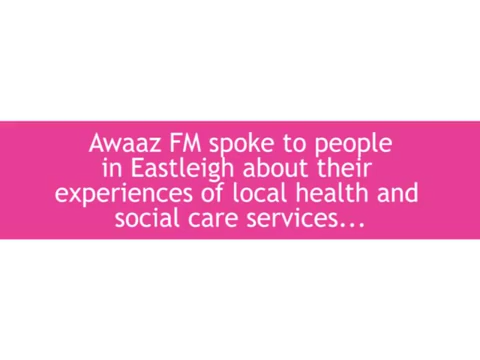 Awaaz FM spoke to people
in Eastleigh about their
experiences of local health and
social care services...